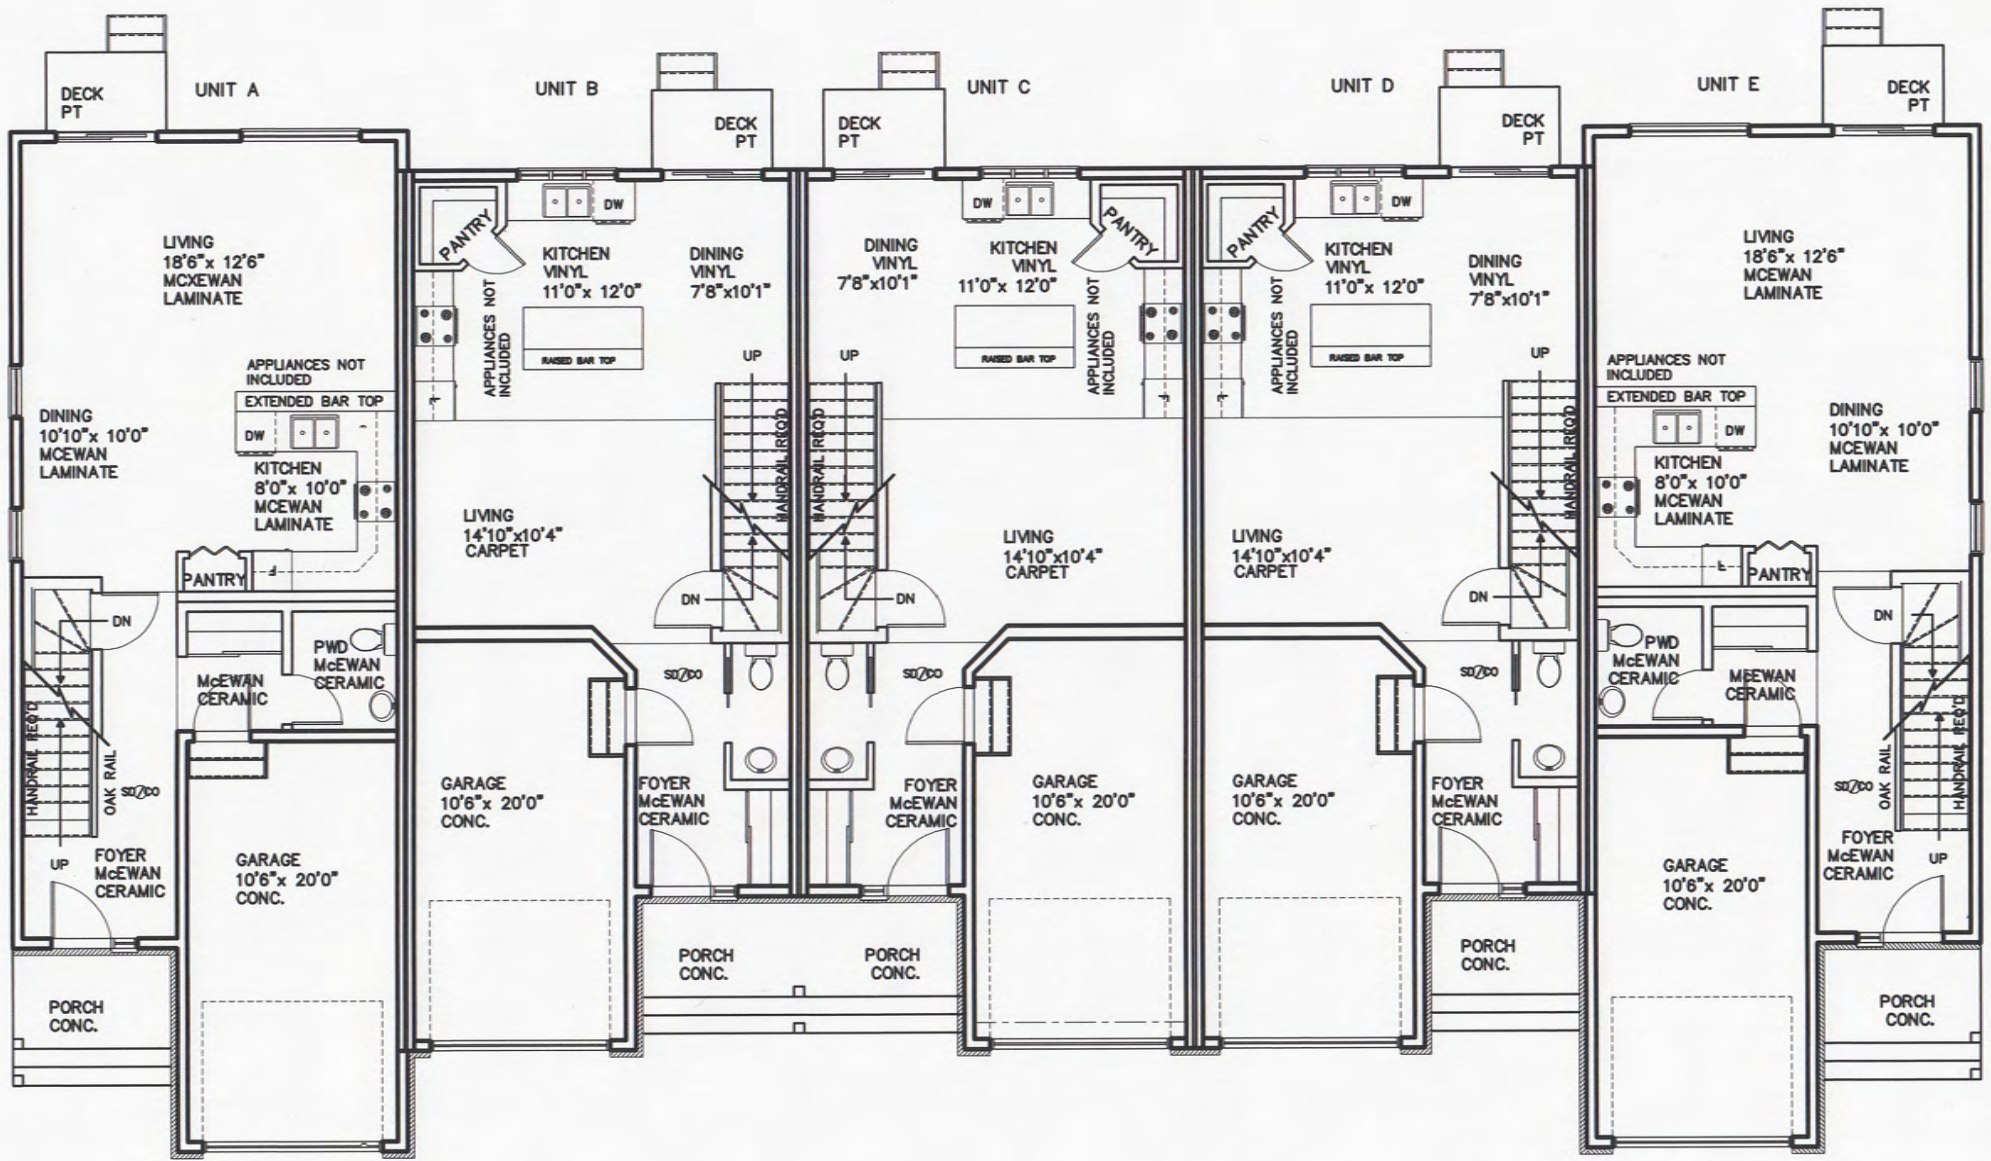 UNIT A
DECK
PT
LIVING
18'6"x 12'6"
MCXEWAN
LAMINATE
APPLIANCES NOT
INCLUDED
EXTENDED BAR TOP
DW
DINING
10'10"x 10'0"
MCEWAN
LAMINATE
KITCHEN
8'0"x 10'0"
MCEWAN
LAMINATE
F
PANTRY
DN
PWD
McEWAN
CERAMIC
McEWAN
CERAMIC
HANDRAIL REQ'D
OAK RAIL
SD/CO
UP
FOYER
McEWAN
CERAMIC
GARAGE
10'6"x 20'0"
CONC.
PORCH
CONC.
UNIT B
DECK
PT
DW
PANTRY
KITCHEN
VINYL
11'0"x 12'0"
DINING
VINYL
7'8"x10'1"
APPLIANCES NOT
INCLUDED
RAISED BAR TOP
UP
F
HANDRAIL REQ'D
LIVING
14'10"x10'4"
CARPET
DN
SD/CO
GARAGE
10'6"x 20'0"
CONC.
FOYER
McEWAN
CERAMIC
PORCH
CONC.
UNIT C
DECK
PT
DW
PANTRY
DINING
VINYL
7'8"x10'1"
KITCHEN
VINYL
11'0"x 12'0"
APPLIANCES NOT
INCLUDED
RAISED BAR TOP
UP
F
HANDRAIL REQ'D
LIVING
14'10"x10'4"
CARPET
DN
SD/CO
FOYER
McEWAN
CERAMIC
GARAGE
10'6"x 20'0"
CONC.
PORCH
CONC.
UNIT D
DECK
PT
DW
PANTRY
KITCHEN
VINYL
11'0"x 12'0"
DINING
VINYL
7'8"x10'1"
APPLIANCES NOT
INCLUDED
RAISED BAR TOP
UP
F
HANDRAIL REQ'D
LIVING
14'10"x10'4"
CARPET
DN
SD/CO
GARAGE
10'6"x 20'0"
CONC.
FOYER
McEWAN
CERAMIC
PORCH
CONC.
UNIT E
DECK
PT
LIVING
18'6"x 12'6"
MCEWAN
LAMINATE
APPLIANCES NOT
INCLUDED
EXTENDED BAR TOP
DW
DINING
10'10"x 10'0"
MCEWAN
LAMINATE
KITCHEN
8'0"x 10'0"
MCEWAN
LAMINATE
F
PANTRY
DN
PWD
McEWAN
CERAMIC
McEWAN
CERAMIC
OAK RAIL
HANDRAIL REQ'D
SD/CO
FOYER
McEWAN
CERAMIC
UP
GARAGE
10'6"x 20'0"
CONC.
PORCH
CONC.